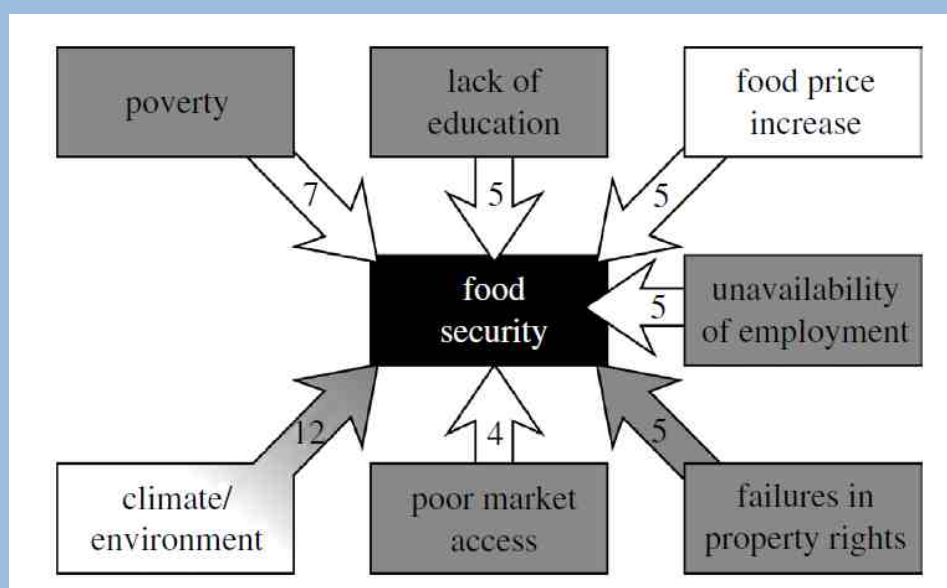 poverty
lack of
education
food price
increase
7
5
5
food
security
5
unavailability
of employment
12
4
5
climate/
environment
poor market
access
failures in
property rights